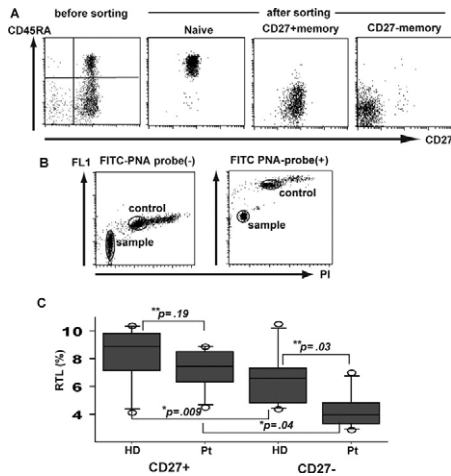 A
before sorting
after sorting
CD45RA
Naive
CD27+memory
CD27-memory
CD27
B
FL1
FITC-PNA probe(-)
FITC PNA-probe(+)
control
sample
control
sample
PI
C
RTL (%)
10
8
6
4
**p= .19
**p= .03
*p= .009
*p= .04
HD
Pt
HD
Pt
CD27+
CD27-